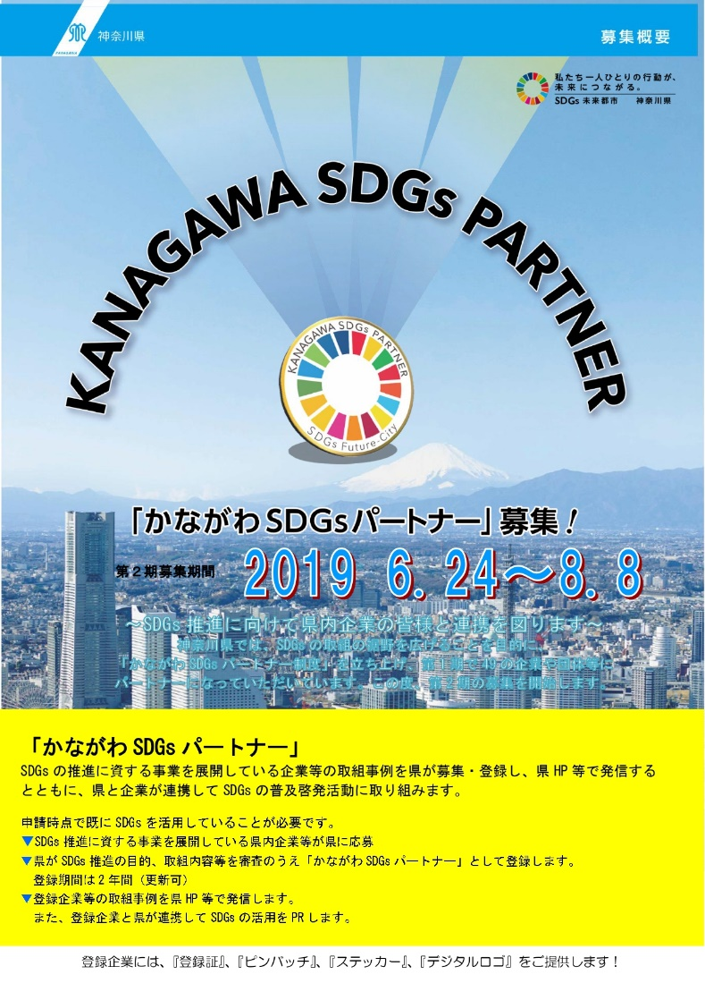 神奈川県
募集概要
私たち一人ひとりの行動が、
未来につながる。
SDGs 未来都市 神奈川県
KANAGAWA SDGs PARTNER
KANAGAWA SDGs PARTNER
SDGs Future-City
「かながわSDGsパートナー」募集！
第２期募集期間 2019 6.24～8.8
～SDGs 推進に向けて県内企業の皆様と連携を図ります～
神奈川県では、SDGs の取組の裾野を広げることを目的に、
「かながわ SDGs パートナー制度」を立ち上げ、第１期で 49 の企業や団体等に
パートナーになっていただいています。この度、第２期の募集を開始します。
「かながわ SDGs パートナー」
SDGs の推進に資する事業を展開している企業等の取組事例を県が募集・登録し、県 HP 等で発信する
とともに、県と企業が連携して SDGs の普及啓発活動に取り組みます。
申請時点で既に SDGs を活用していることが必要です。
▼SDGs 推進に資する事業を展開している県内企業等が県に応募
▼県が SDGs 推進の目的、取組内容等を審査のうえ「かながわ SDGs パートナー」として登録します。
登録期間は 2 年間（更新可）
▼登録企業等の取組事例を県 HP 等で発信します。
また、登録企業と県が連携して SDGs の活用を PR します。
登録企業には、『登録証』、『ピンバッチ』、『ステッカー』、『デジタルロゴ』をご提供します！